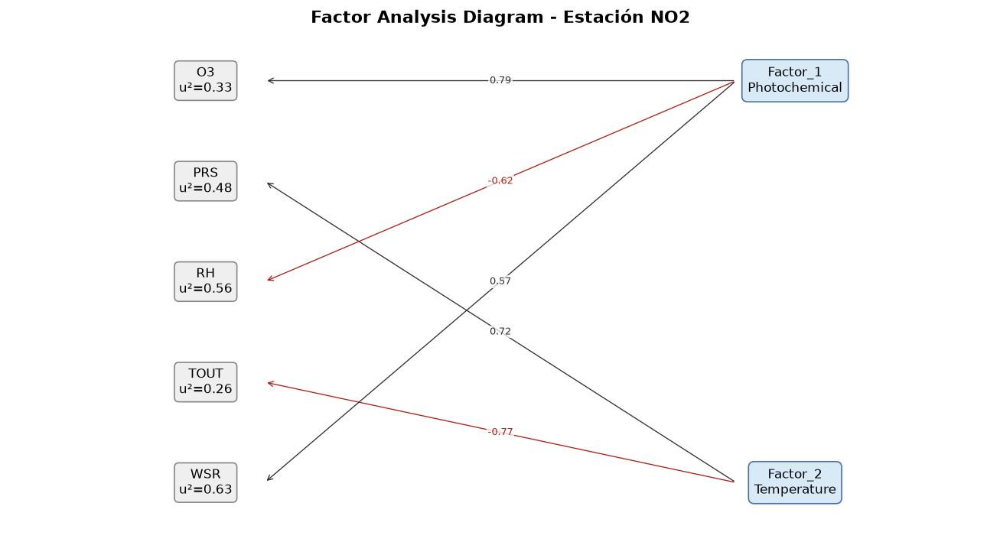 Factor Analysis Diagram - Estación NO2
O3
u²=0.33
0.79
Factor_1
Photochemical
PRS
u²=0.48
-0.62
RH
u²=0.56
0.57
0.72
TOUT
u²=0.26
-0.77
WSR
u²=0.63
Factor_2
Temperature